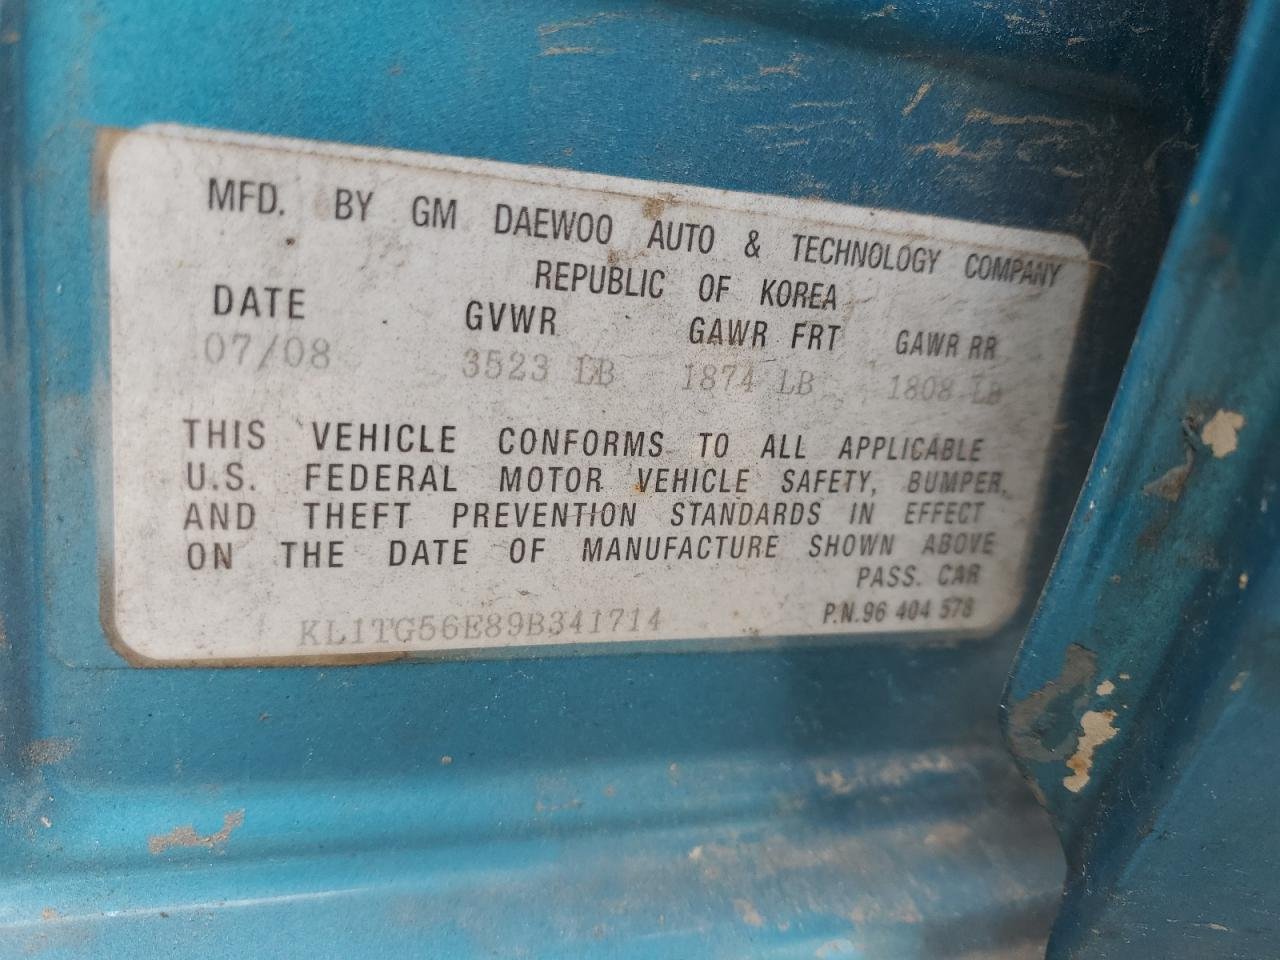 MFD. BY GM DAEWOO AUTO & TECHNOLOGY COMPANY
REPUBLIC OF KOREA
DATE GVWR GAWR FRT GAWR RR
07/08 3523 LB 1874 LB 1808 LB
THIS VEHICLE CONFORMS TO ALL APPLICABLE
U.S. FEDERAL MOTOR VEHICLE SAFETY, BUMPER,
AND THEFT PREVENTION STANDARDS IN EFFECT
ON THE DATE OF MANUFACTURE SHOWN ABOVE
PASS. CAR
KL1TG56E89B341714 P.N.96 404 578